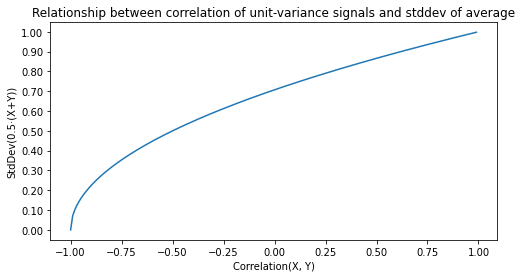 Relationship between correlation of unit-variance signals and stddev of average
StdDev(0.5·(X+Y))
1.00
0.90
0.80
0.70
0.60
0.50
0.40
0.30
0.20
0.10
0.00
−1.00 −0.75 −0.50 −0.25 0.00 0.25 0.50 0.75 1.00
Correlation(X, Y)